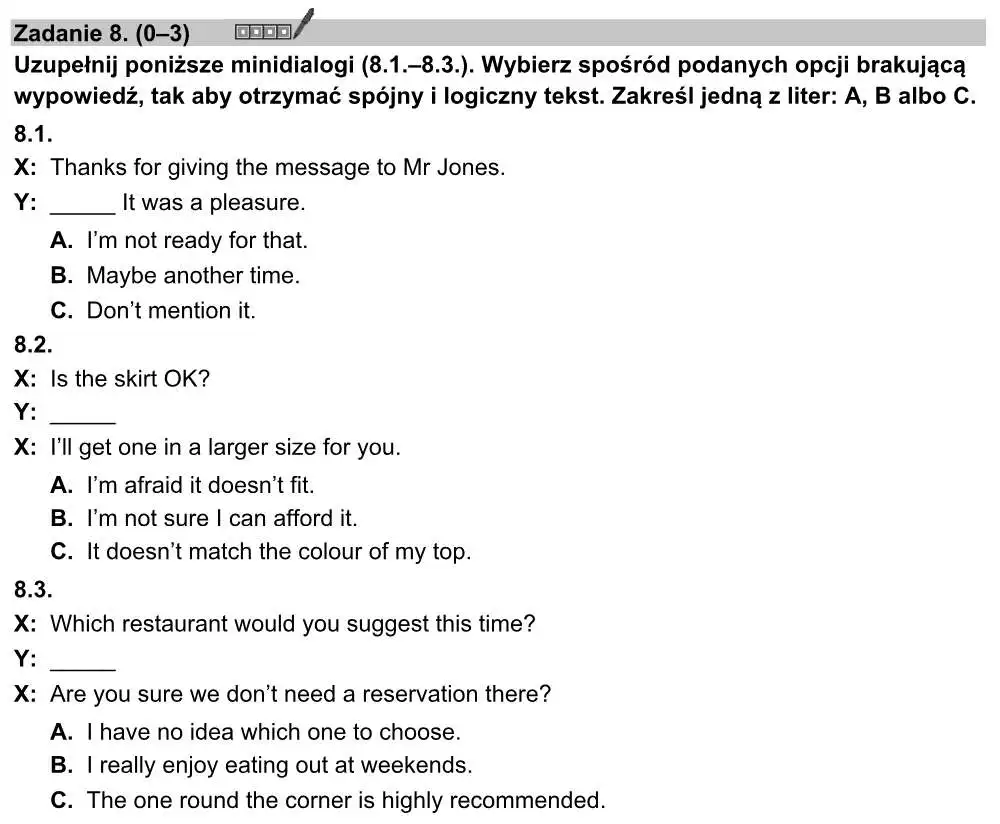 Zadanie 8. (0–3)
Uzupełnij poniższe minidialogi (8.1.–8.3.). Wybierz spośród podanych opcji brakującą
wypowiedź, tak aby otrzymać spójny i logiczny tekst. Zakreśl jedną z liter: A, B albo C.
8.1.
X: Thanks for giving the message to Mr Jones.
Y: _____ It was a pleasure.
A. I’m not ready for that.
B. Maybe another time.
C. Don’t mention it.
8.2.
X: Is the skirt OK?
Y: _____
X: I’ll get one in a larger size for you.
A. I’m afraid it doesn’t fit.
B. I’m not sure I can afford it.
C. It doesn’t match the colour of my top.
8.3.
X: Which restaurant would you suggest this time?
Y: _____
X: Are you sure we don’t need a reservation there?
A. I have no idea which one to choose.
B. I really enjoy eating out at weekends.
C. The one round the corner is highly recommended.